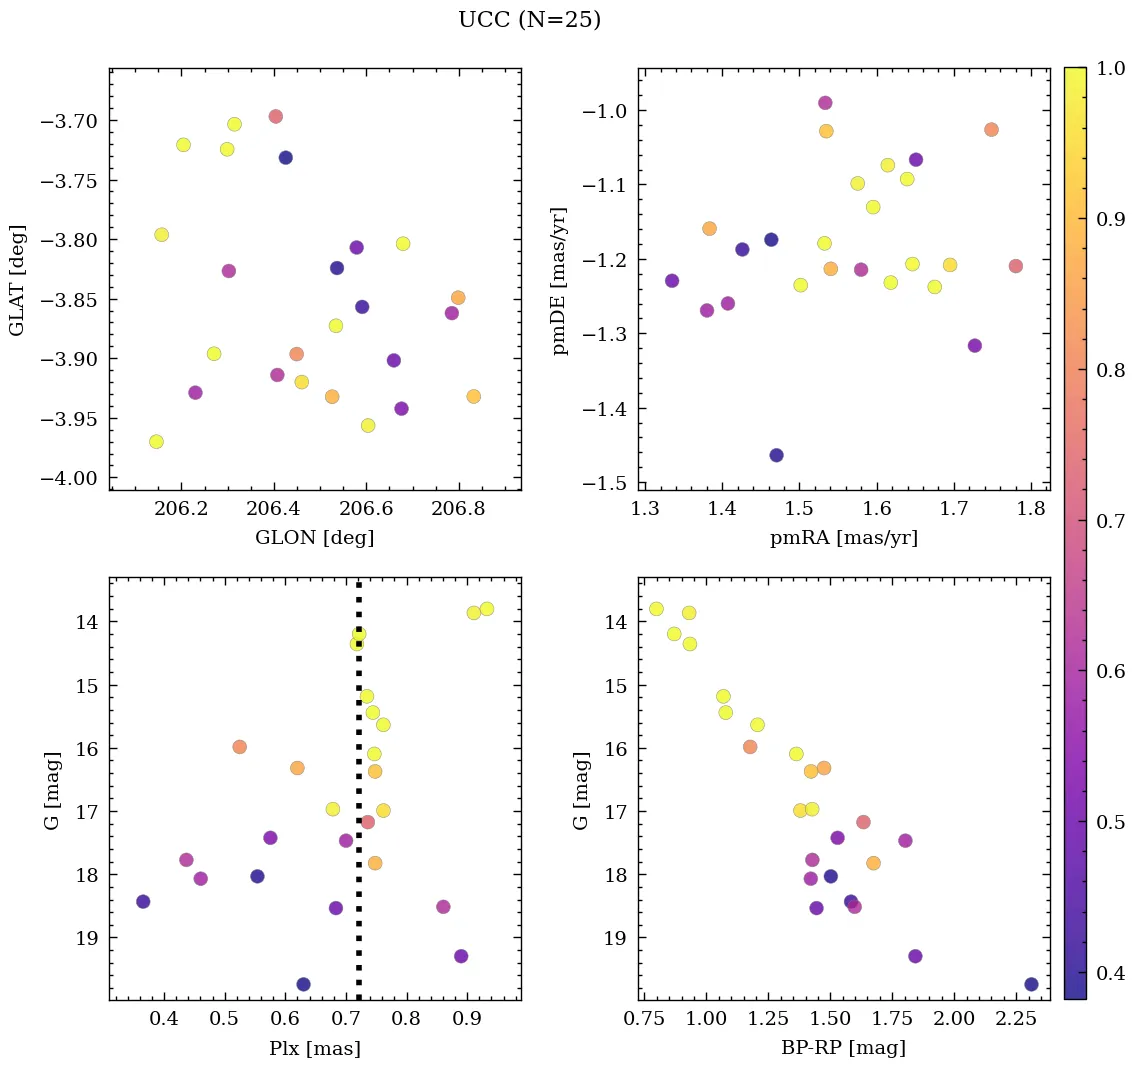 UCC (N=25)
−3.70
−3.75
−3.80
−3.85
−3.90
−3.95
−4.00
GLAT [deg]
206.2 206.4 206.6 206.8
GLON [deg]
−1.0
−1.1
−1.2
−1.3
−1.4
−1.5
pmDE [mas/yr]
1.3 1.4 1.5 1.6 1.7 1.8
pmRA [mas/yr]
14
15
16
17
18
19
G [mag]
0.4 0.5 0.6 0.7 0.8 0.9
Plx [mas]
14
15
16
17
18
19
G [mag]
0.75 1.00 1.25 1.50 1.75 2.00 2.25
BP-RP [mag]
1.0
0.9
0.8
0.7
0.6
0.5
0.4